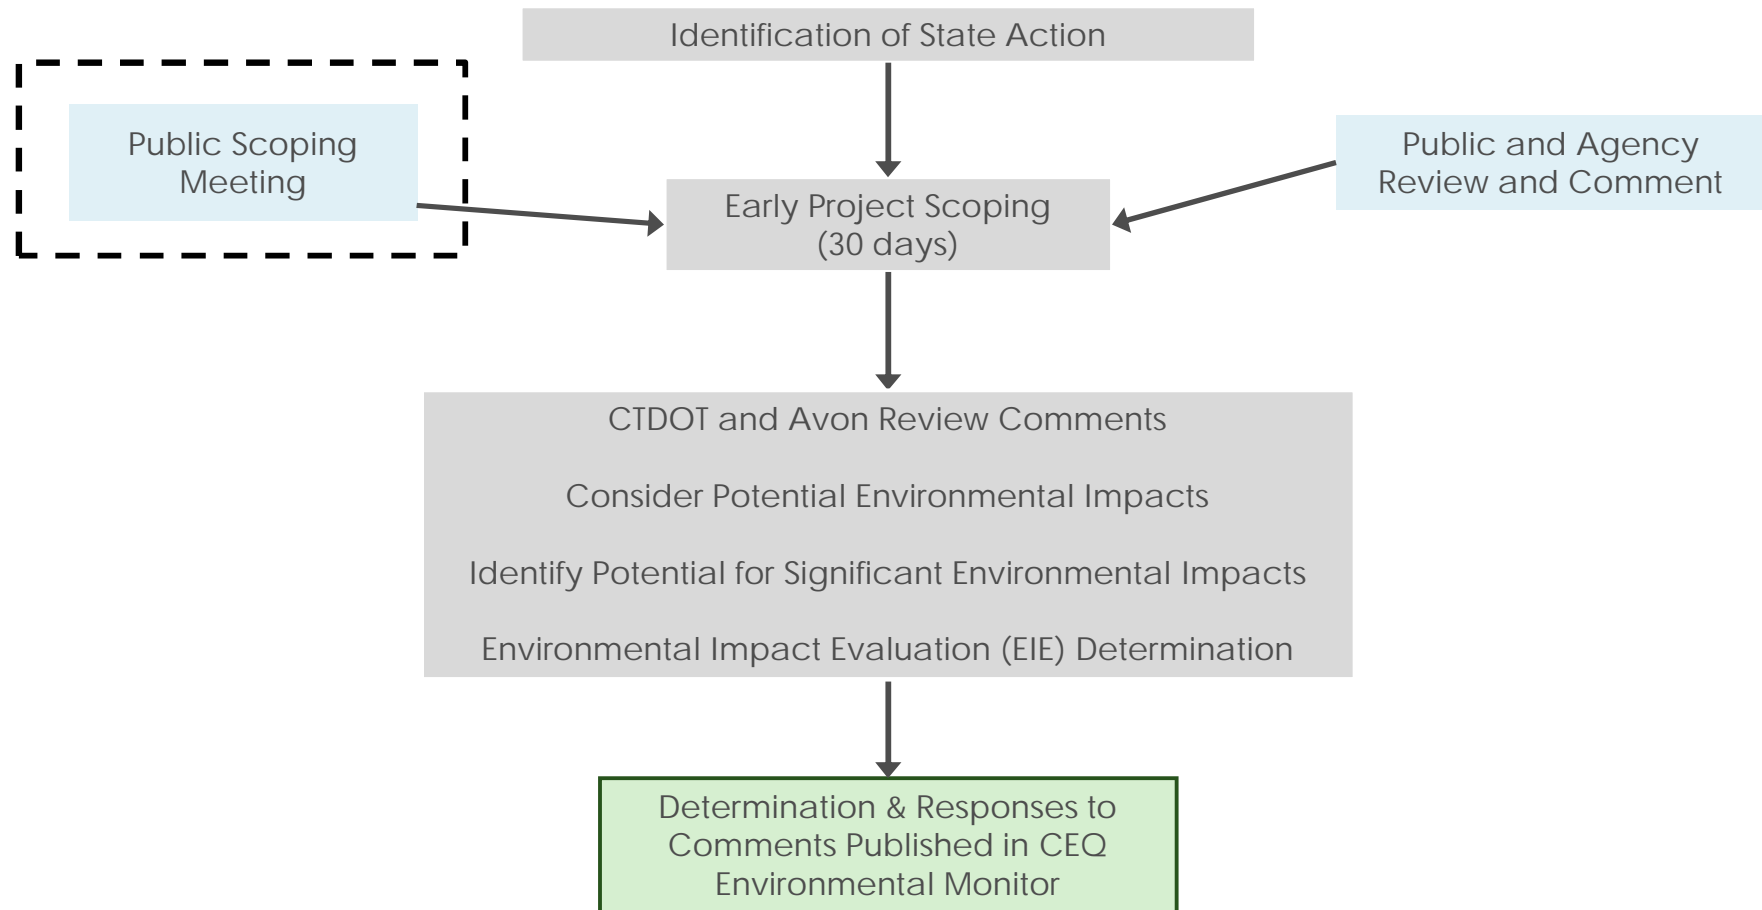 Identification of State Action
Public Scoping
Meeting
Public and Agency
Review and Comment
Early Project Scoping
(30 days)
CTDOT and Avon Review Comments
Consider Potential Environmental Impacts
Identify Potential for Significant Environmental Impacts
Environmental Impact Evaluation (EIE) Determination
Determination & Responses to
Comments Published in CEQ
Environmental Monitor